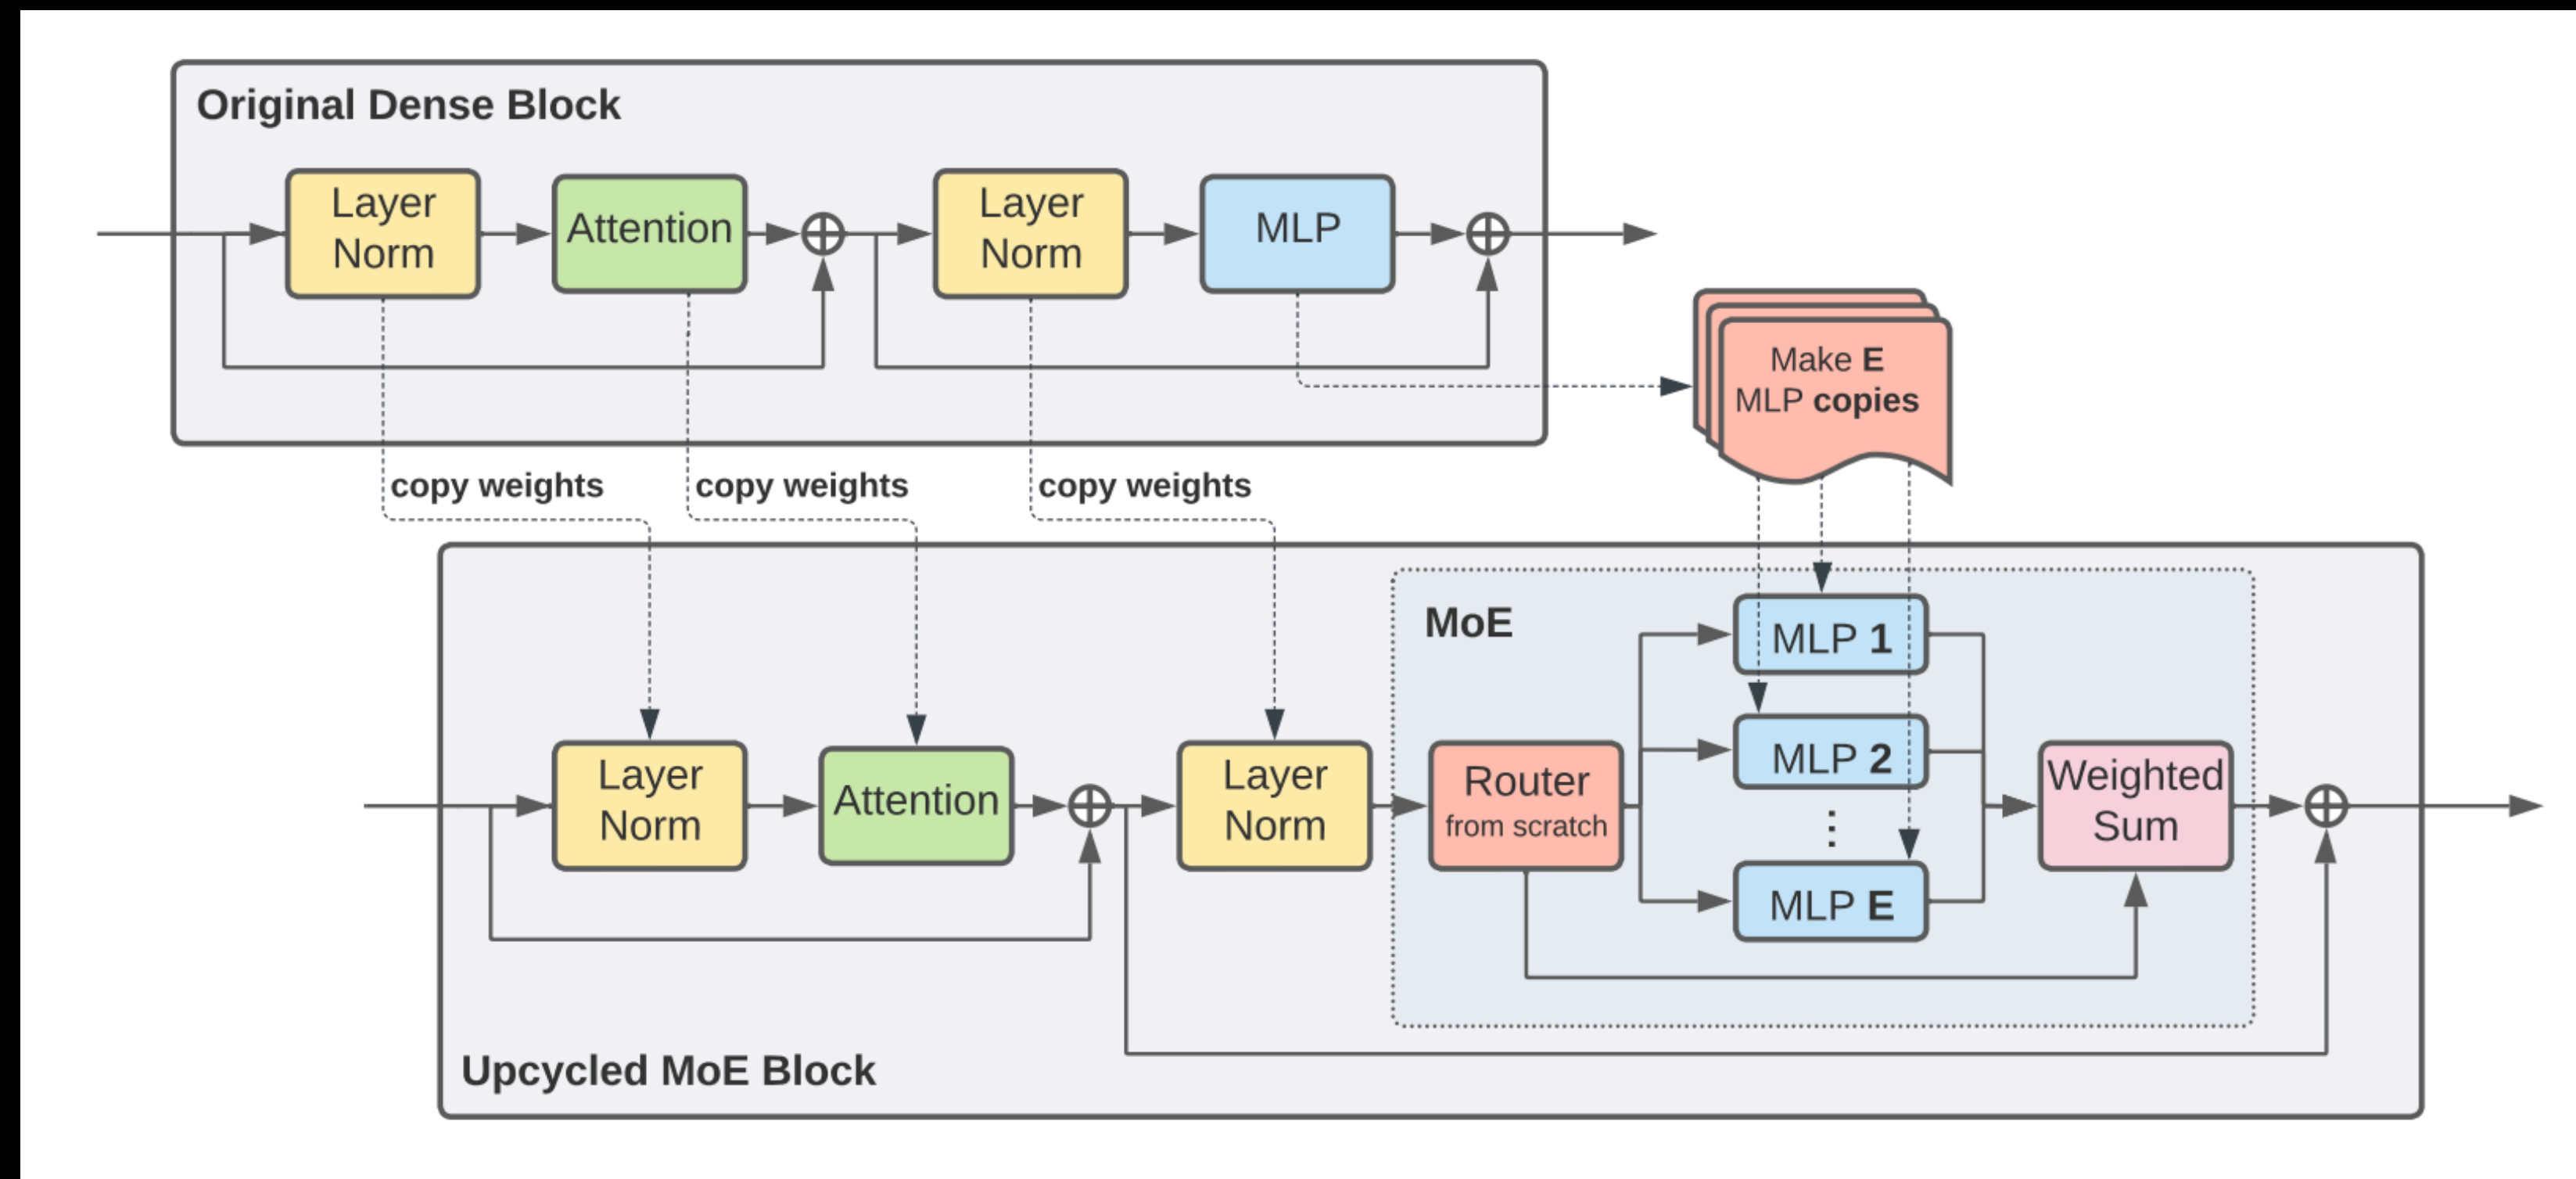 Original Dense Block
Layer
Norm
Attention
Layer
Norm
MLP
Make E
MLP copies
copy weights
copy weights
copy weights
MoE
MLP 1
MLP 2
⋮
MLP E
Layer
Norm
Attention
Layer
Norm
Router
from scratch
Weighted
Sum
Upcycled MoE Block